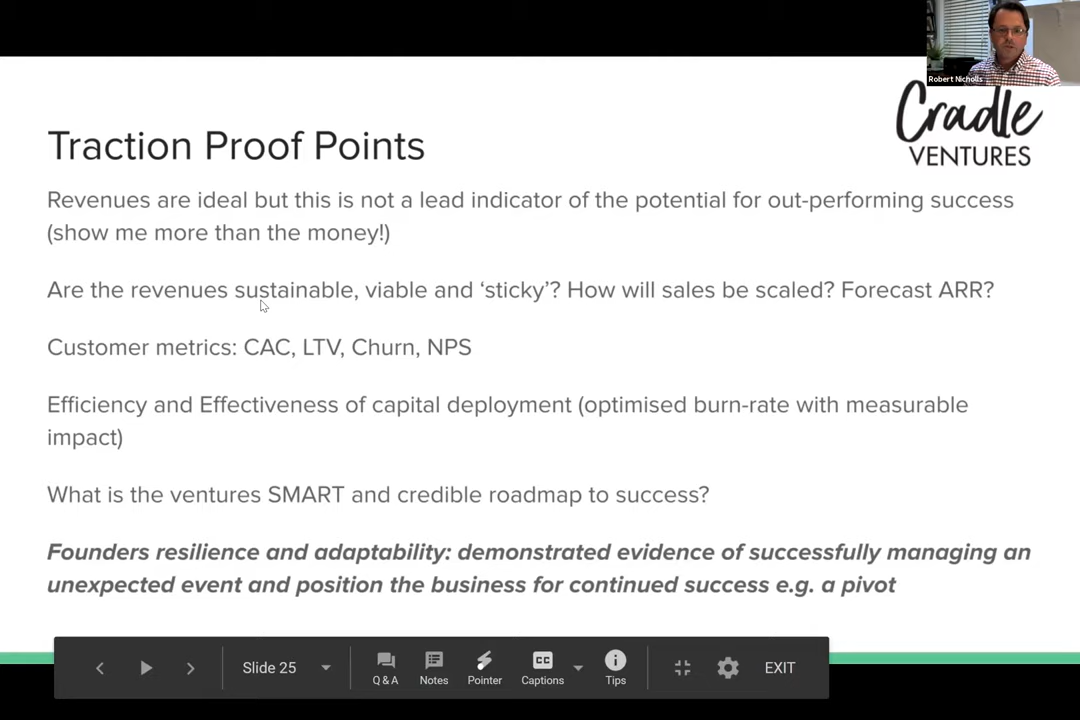 Robert Nicholls
Cradle
VENTURES
Traction Proof Points
Revenues are ideal but this is not a lead indicator of the potential for out-performing success
(show me more than the money!)
Are the revenues sustainable, viable and ‘sticky’? How will sales be scaled? Forecast ARR?
Customer metrics: CAC, LTV, Churn, NPS
Efficiency and Effectiveness of capital deployment (optimised burn-rate with measurable
impact)
What is the ventures SMART and credible roadmap to success?
Founders resilience and adaptability: demonstrated evidence of successfully managing an
unexpected event and position the business for continued success e.g. a pivot
Slide 25
Q & A
Notes
Pointer
CC
Captions
Tips
EXIT